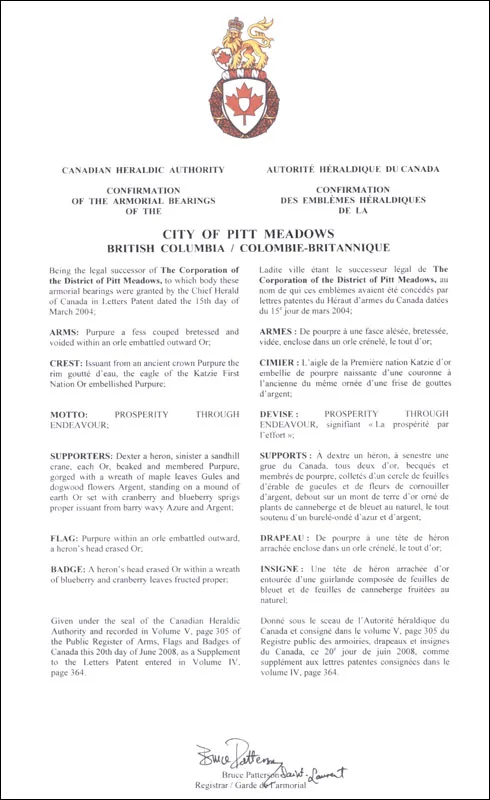 CANADIAN HERALDIC AUTHORITY
CONFIRMATION
OF THE ARMORIAL BEARINGS
OF THE
AUTORITÉ HÉRALDIQUE DU CANADA
CONFIRMATION
DES EMBLÈMES HÉRALDIQUES
DE LA
CITY OF PITT MEADOWS
BRITISH COLUMBIA / COLOMBIE-BRITANNIQUE
Being the legal successor of The Corporation of
the District of Pitt Meadows, to which body these
armorial bearings were granted by the Chief Herald
of Canada in Letters Patent dated the 15th day of
March 2004;
ARMS: Purpure a fess couped bretessed and
voided within an orle embattled outward Or;
CREST: Issuant from an ancient crown Purpure the
rim goutté d'eau, the eagle of the Katzie First
Nation Or embellished Purpure;
MOTTO: PROSPERITY THROUGH
ENDEAVOUR;
SUPPORTERS: Dexter a heron, sinister a sandhill
crane, each Or, beaked and membered Purpure,
gorged with a wreath of maple leaves Gules and
dogwood flowers Argent, standing on a mound of
earth Or set with cranberry and blueberry sprigs
proper issuant from barry wavy Azure and Argent;
FLAG: Purpure within an orle embattled outward,
a heron's head erased Or;
BADGE: A heron's head erased Or within a wreath
of blueberry and cranberry leaves fructed proper;
Given under the seal of the Canadian Heraldic
Authority and recorded in Volume V, page 305 of
the Public Register of Arms, Flags and Badges of
Canada this 20th day of June 2008, as a Supplement
to the Letters Patent entered in Volume IV,
page 364.
Ladite ville étant le successeur légal de The
Corporation of the District of Pitt Meadows, au
nom de qui ces emblèmes avaient été concédés par
lettres patentes du Héraut d'armes du Canada datées
du 15e jour de mars 2004;
ARMES : De pourpre à une fasce alésée, bretessée,
vidée, enclose dans un orle crénelé, le tout d'or;
CIMIER : L'aigle de la Première nation Katzie d'or
embellie de pourpre naissante d'une couronne à
l'ancienne du même ornée d'une frise de gouttes
d'argent;
DEVISE : PROSPERITY THROUGH
ENDEAVOUR, signifiant « La prospérité par
l'effort »;
SUPPORTS : À dextre un héron, à senestre une
grue du Canada, tous deux d'or, becqués et
membrés de pourpre, colletés d'un cercle de feuilles
d'érable de gueules et de fleurs de cornouiller
d'argent, debout sur un mont de terre d'or orné de
plants de canneberge et de bleuet au naturel, le tout
soutenu d'un burelé-ondé d'azur et d'argent;
DRAPEAU : De pourpre à une tête de héron
arrachée enclose dans un orle crénelé, le tout d'or;
INSIGNE : Une tête de héron arrachée d'or
entourée d'une guirlande composée de feuilles de
bleuet et de feuilles de canneberge fruitées au
naturel;
Donné sous le sceau de l'Autorité héraldique du
Canada et consigné dans le volume V, page 305 du
Registre public des armoiries, drapeaux et insignes
du Canada, ce 20e jour de juin 2008, comme
supplément aux lettres patentes consignées dans le
volume IV, page 364.
Bruce Patterson
Saint-Laurent
Bruce Patterson
Registrar / Garde de l'armorial